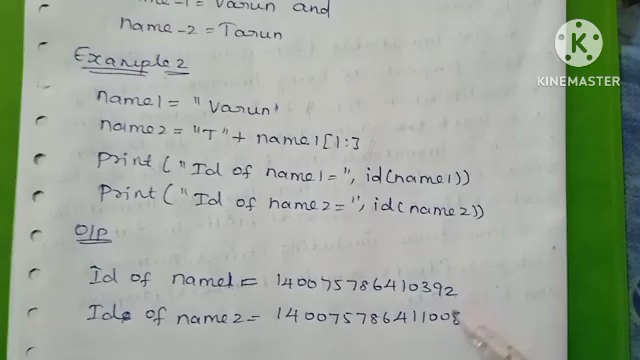 name-1 = Varun and
name-2 = Tarun
Example 2
name1 = "Varun"
name2 = "T" + name1[1:]
print("Id of name1=", id(name1))
print("Id of name2=", id(name2))
O/P
Id of name1= 140075786410392
Id of name2= 140075786411008
KINEMASTER